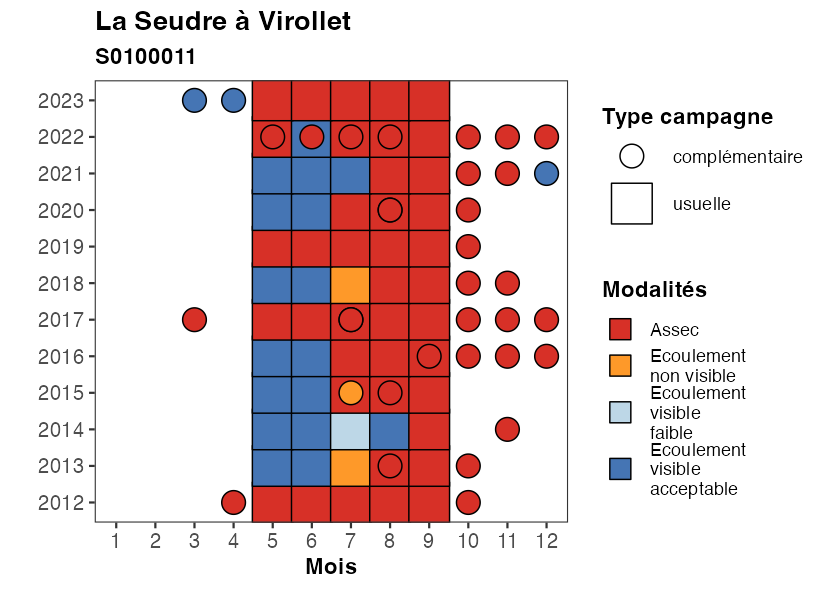 La Seudre à Virollet
S0100011
2023
2022
2021
2020
2019
2018
2017
2016
2015
2014
2013
2012
1 2 3 4 5 6 7 8 9 10 11 12
Mois
Type campagne
complémentaire
usuelle
Modalités
Assec
Ecoulement
non visible
Ecoulement
visible
faible
Ecoulement
visible
acceptable